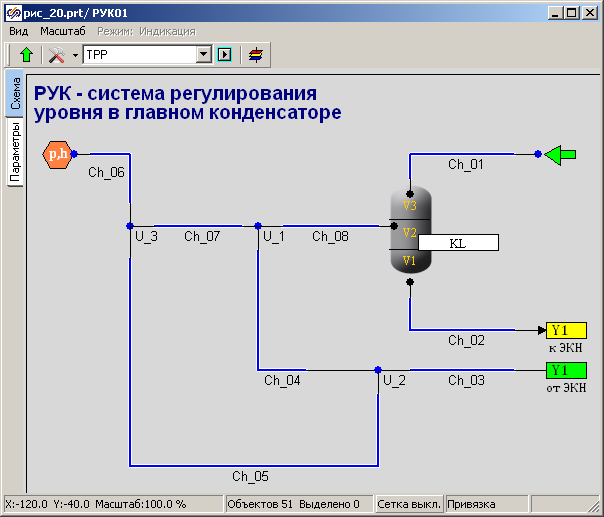 рис_20.prt/ РУК01
Вид Масштаб Режим: Индикация
TPP
Схема
Параметры
РУК - система регулирования
уровня в главном конденсаторе
p,h
Ch_06
Ch_01
V3
U_3
Ch_07
U_1
Ch_08
V2
KL
V1
Ch_02
Y1
к ЭКН
Ch_04
U_2
Ch_03
Y1
от ЭКН
Ch_05
X:-120.0 Y:-40.0 Масштаб:100.0 % Объектов 51 Выделено 0 Сетка выкл. Привязка